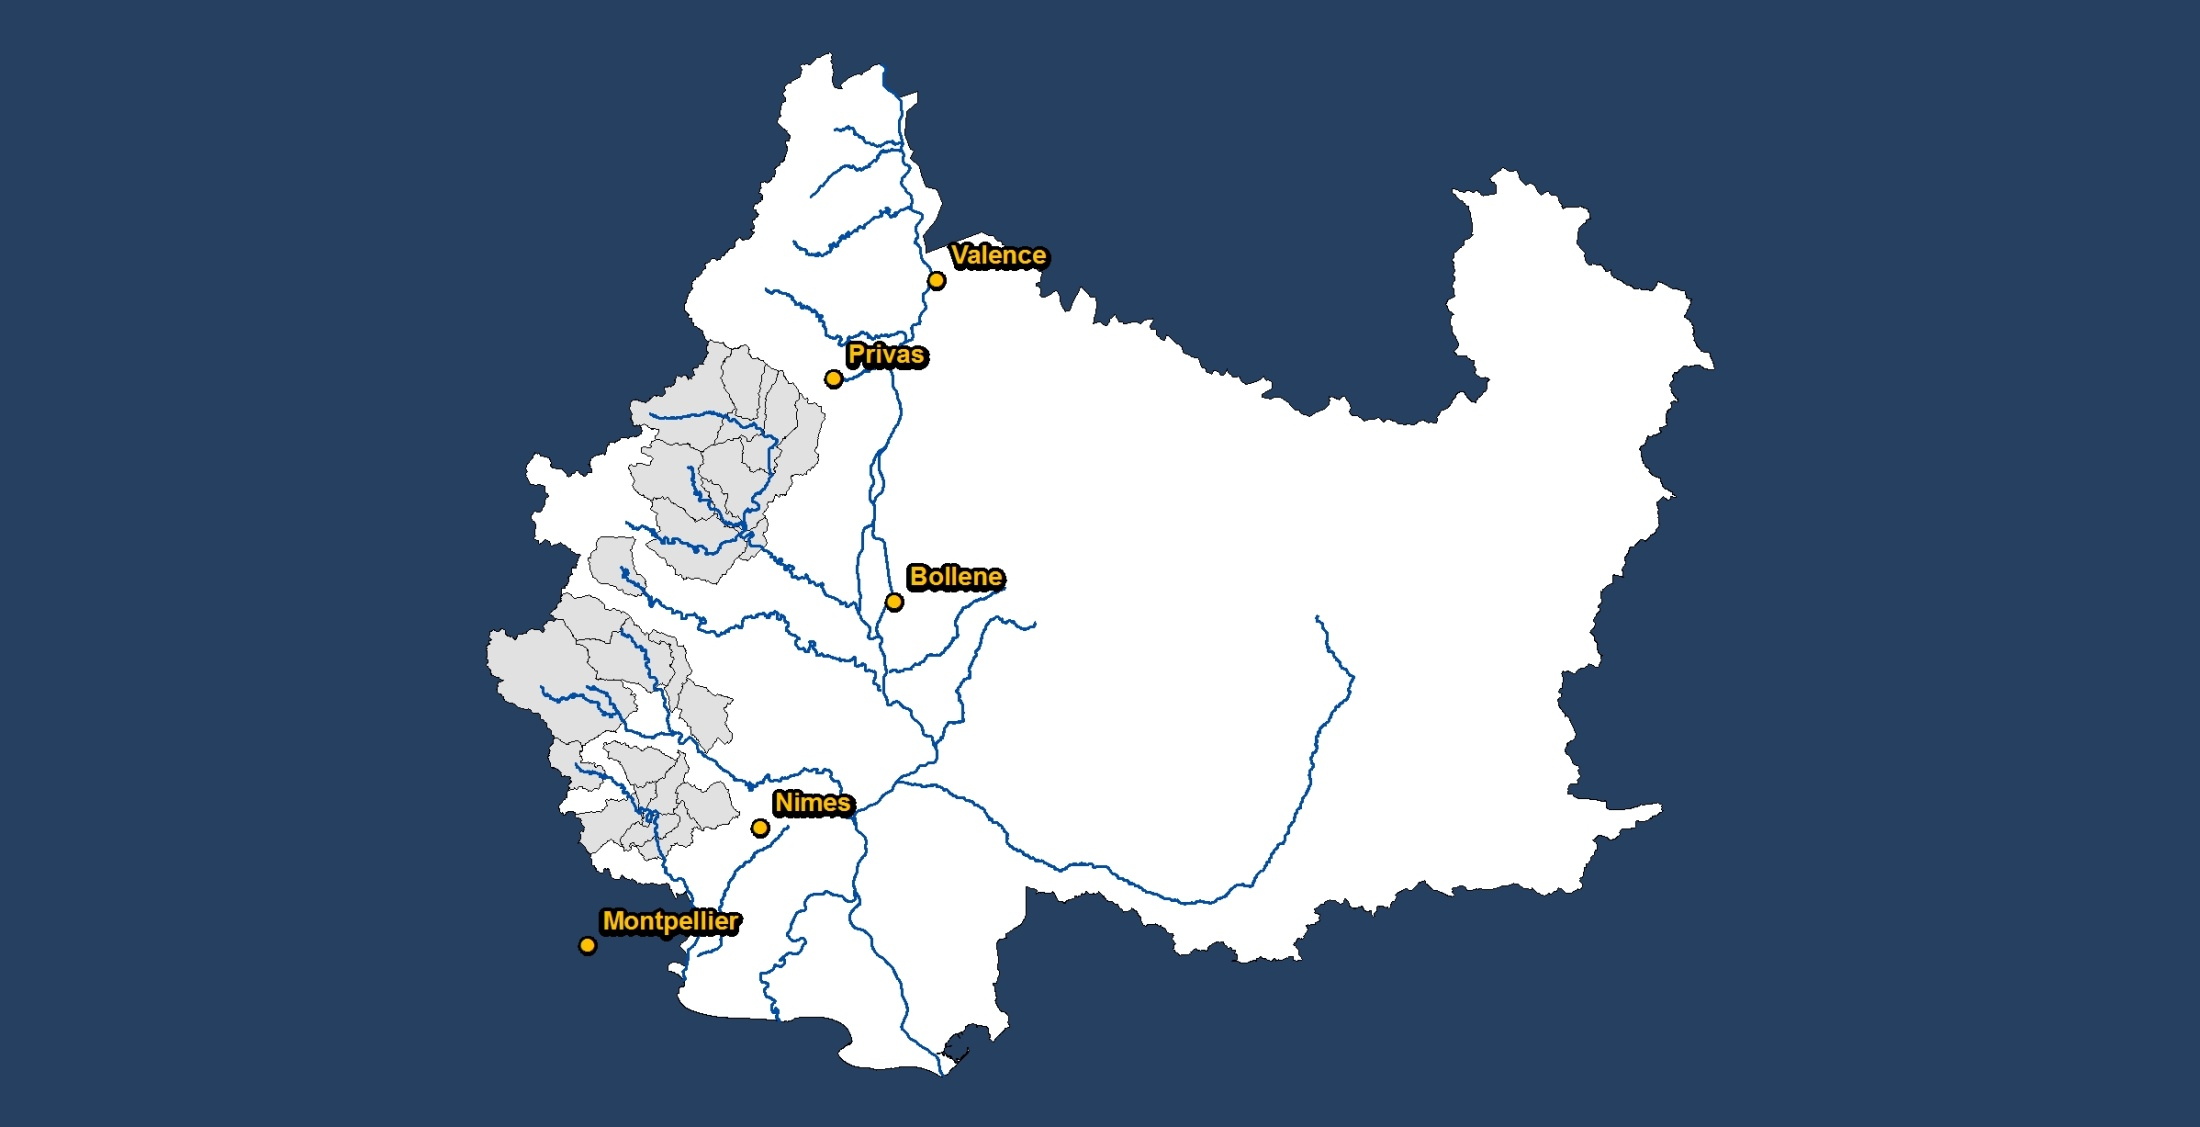 Valence
Privas
Bollene
Nimes
Montpellier